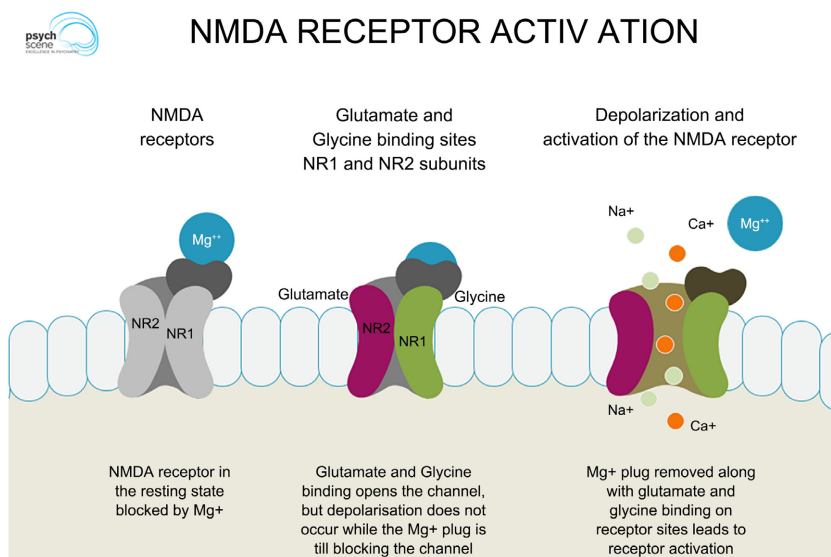 psych
scene
EXCELLENCE IN PSYCHIATRY
NMDA RECEPTOR ACTIV ATION
NMDA
receptors
Glutamate and
Glycine binding sites
NR1 and NR2 subunits
Depolarization and
activation of the NMDA receptor
Mg++
Na+
Ca+
Mg++
Glutamate
Glycine
NR2
NR1
NR2
NR1
Na+
Ca+
NMDA receptor in
the resting state
blocked by Mg+
Glutamate and Glycine
binding opens the channel,
but depolarisation does not
occur while the Mg+ plug is
till blocking the channel
Mg+ plug removed along
with glutamate and
glycine binding on
receptor sites leads to
receptor activation